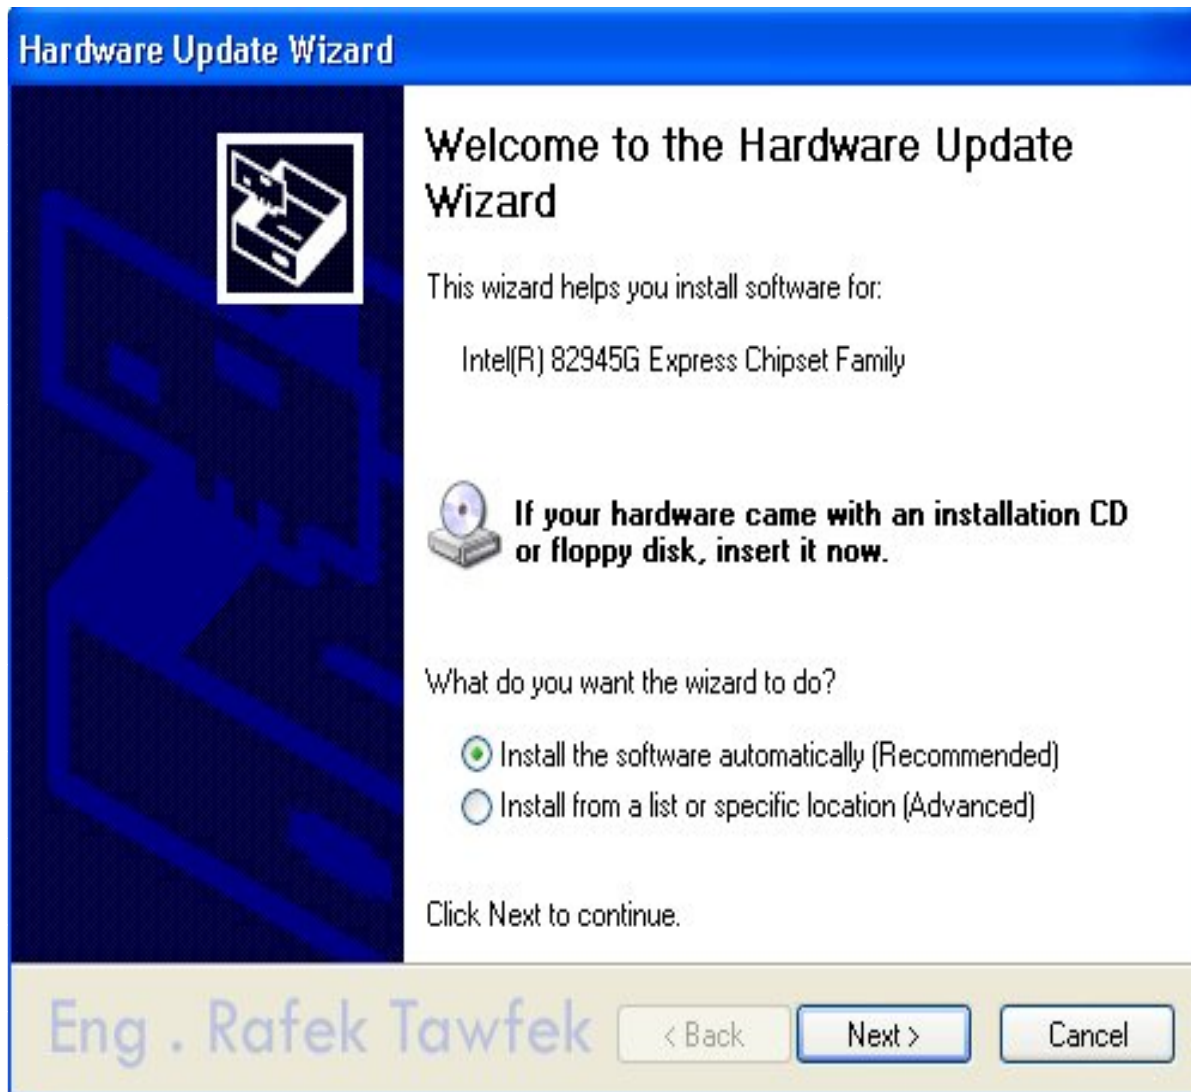 Hardware Update Wizard
Welcome to the Hardware Update
Wizard
This wizard helps you install software for:
Intel(R) 82945G Express Chipset Family
If your hardware came with an installation CD
or floppy disk, insert it now.
What do you want the wizard to do?
Install the software automatically (Recommended)
Install from a list or specific location (Advanced)
Click Next to continue.
Eng . Rafek Tawfek
< Back
Next >
Cancel